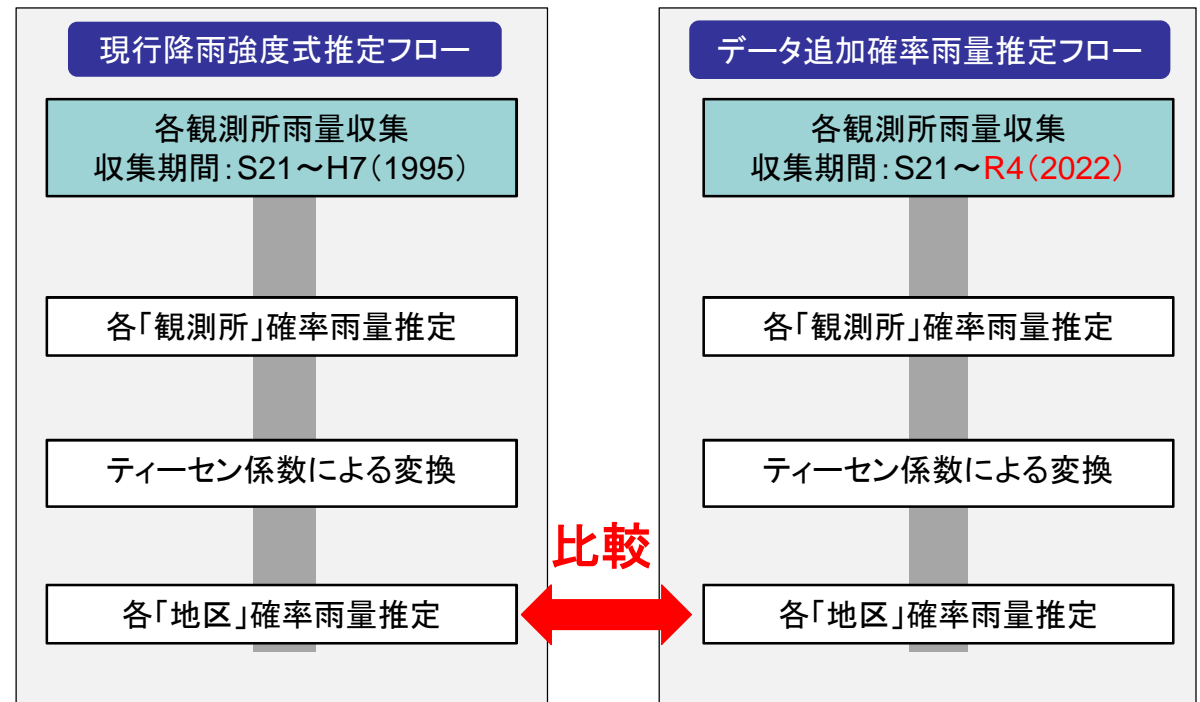 現行降雨強度式推定フロー
各観測所雨量収集
収集期間：S21～H7（1995）
各「観測所」確率雨量推定
ティーセン係数による変換
各「地区」確率雨量推定
比較
データ追加確率雨量推定フロー
各観測所雨量収集
収集期間：S21～R4（2022）
各「観測所」確率雨量推定
ティーセン係数による変換
各「地区」確率雨量推定